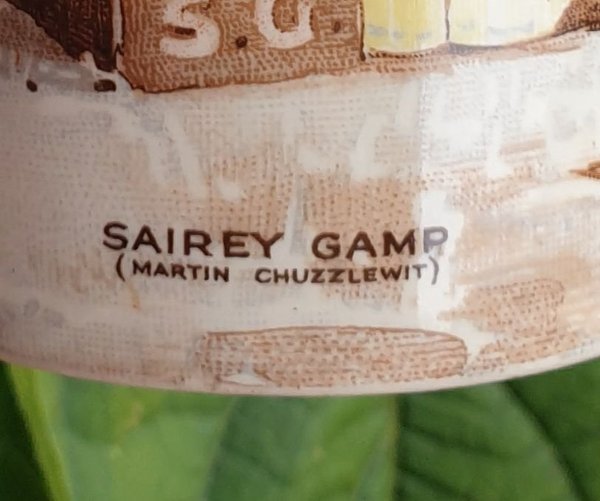 S. G.
SAIREY GAMP
(MARTIN CHUZZLEWIT)